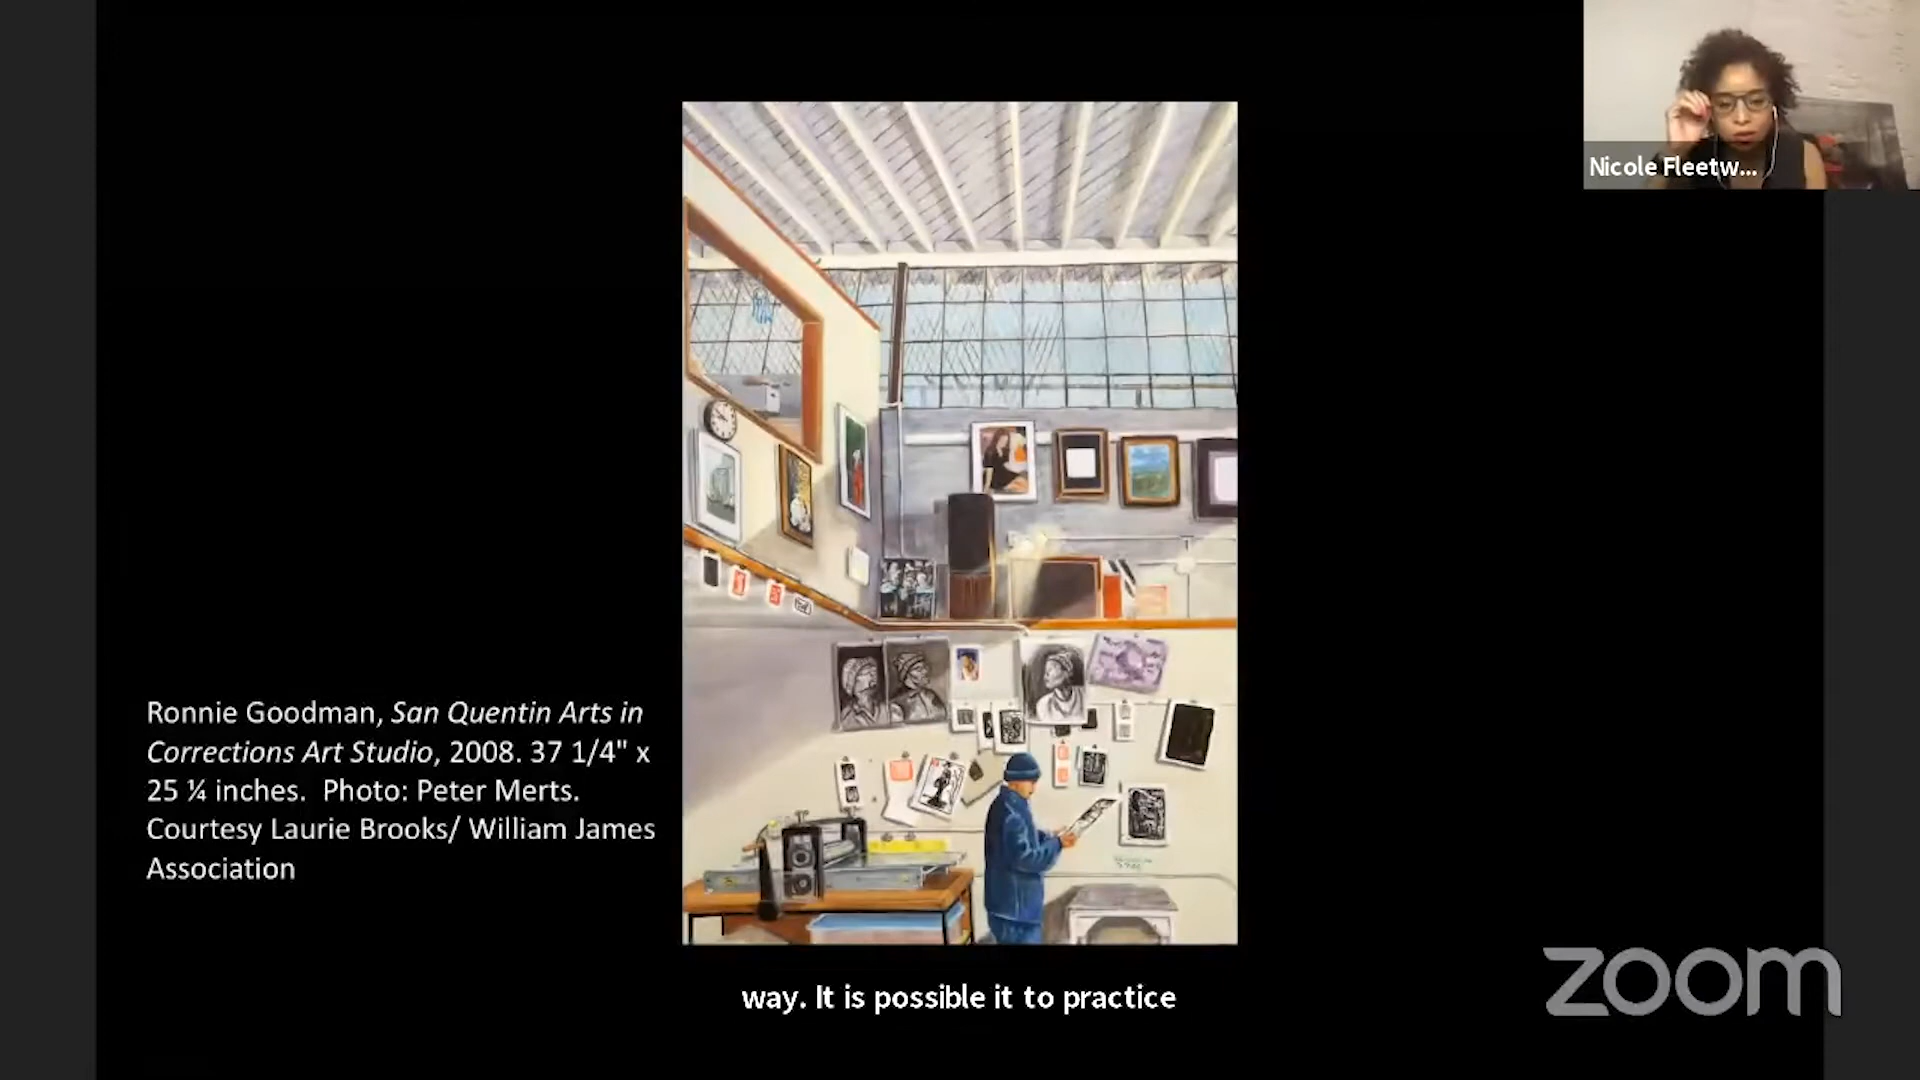 Nicole Fleetw...
Ronnie Goodman, San Quentin Arts in
Corrections Art Studio, 2008. 37 1/4" x
25 ¼ inches.  Photo: Peter Merts.
Courtesy Laurie Brooks/ William James
Association
way. It is possible it to practice
zoom